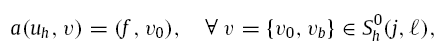 a(u_h, v) = (f, v_0), ∀ v = {v_0, v_b} ∈ S_h^0(j, ℓ),